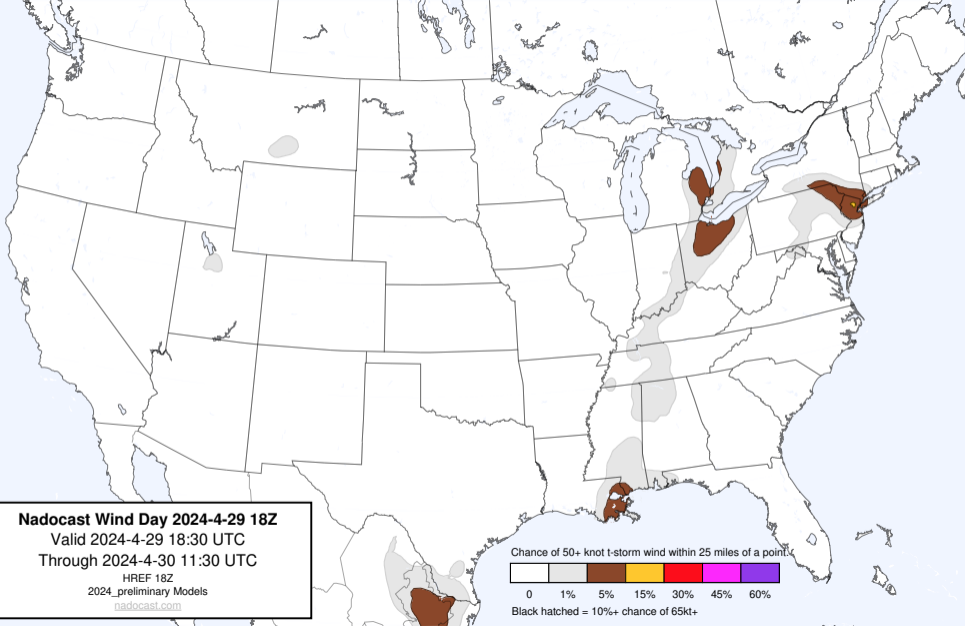 Nadocast Wind Day 2024-4-29 18Z
Valid 2024-4-29 18:30 UTC
Through 2024-4-30 11:30 UTC
HREF 18Z
2024_preliminary Models
nadocast.com
Chance of 50+ knot t-storm wind within 25 miles of a point.
0 1% 5% 15% 30% 45% 60%
Black hatched = 10%+ chance of 65kt+